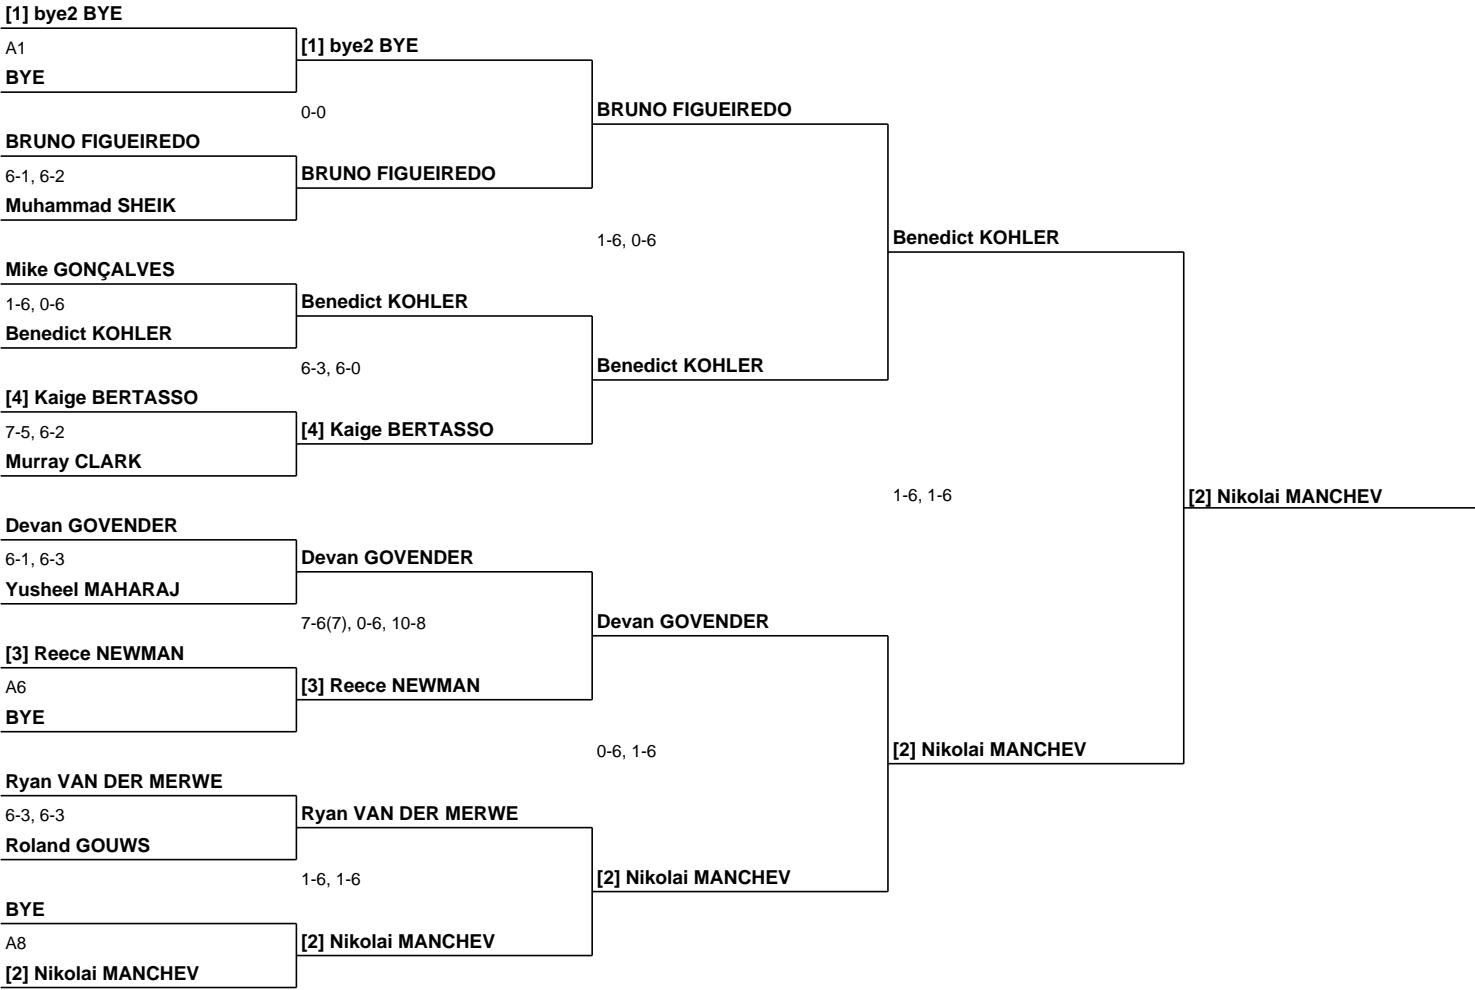 [1] bye2 BYE
A1
BYE
BRUNO FIGUEIREDO
6-1, 6-2
Muhammad SHEIK
Mike GONÇALVES
1-6, 0-6
Benedict KOHLER
[4] Kaige BERTASSO
7-5, 6-2
Murray CLARK
Devan GOVENDER
6-1, 6-3
Yusheel MAHARAJ
[3] Reece NEWMAN
A6
BYE
Ryan VAN DER MERWE
6-3, 6-3
Roland GOUWS
BYE
A8
[2] Nikolai MANCHEV
[1] bye2 BYE
0-0
BRUNO FIGUEIREDO
Benedict KOHLER
6-3, 6-0
[4] Kaige BERTASSO
Devan GOVENDER
7-6(7), 0-6, 10-8
[3] Reece NEWMAN
Ryan VAN DER MERWE
1-6, 1-6
[2] Nikolai MANCHEV
BRUNO FIGUEIREDO
1-6, 0-6
Benedict KOHLER
Devan GOVENDER
0-6, 1-6
[2] Nikolai MANCHEV
Benedict KOHLER
1-6, 1-6
[2] Nikolai MANCHEV
[2] Nikolai MANCHEV